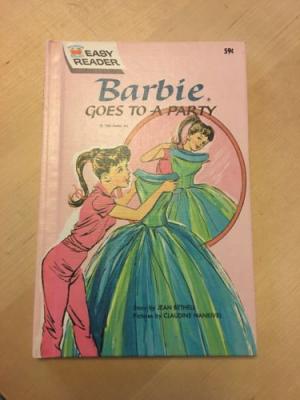 EASY
READER
59¢
Barbie
GOES TO A PARTY
Story by JEAN BETHELL
Pictures by CLAUDINE NANKIVEL